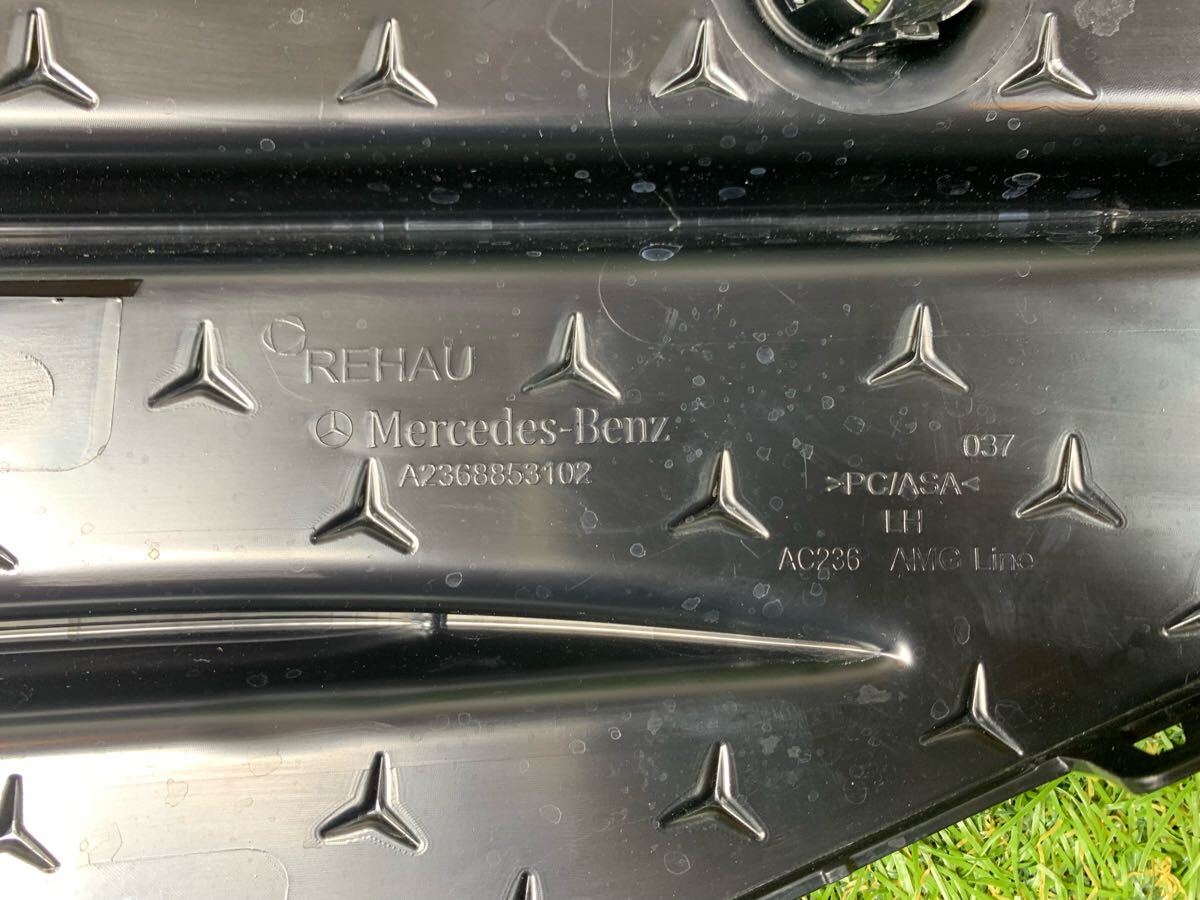 REHAU
Mercedes-Benz
A2368853102
037
>PC/ASA<
LH
AC236 AMG Line